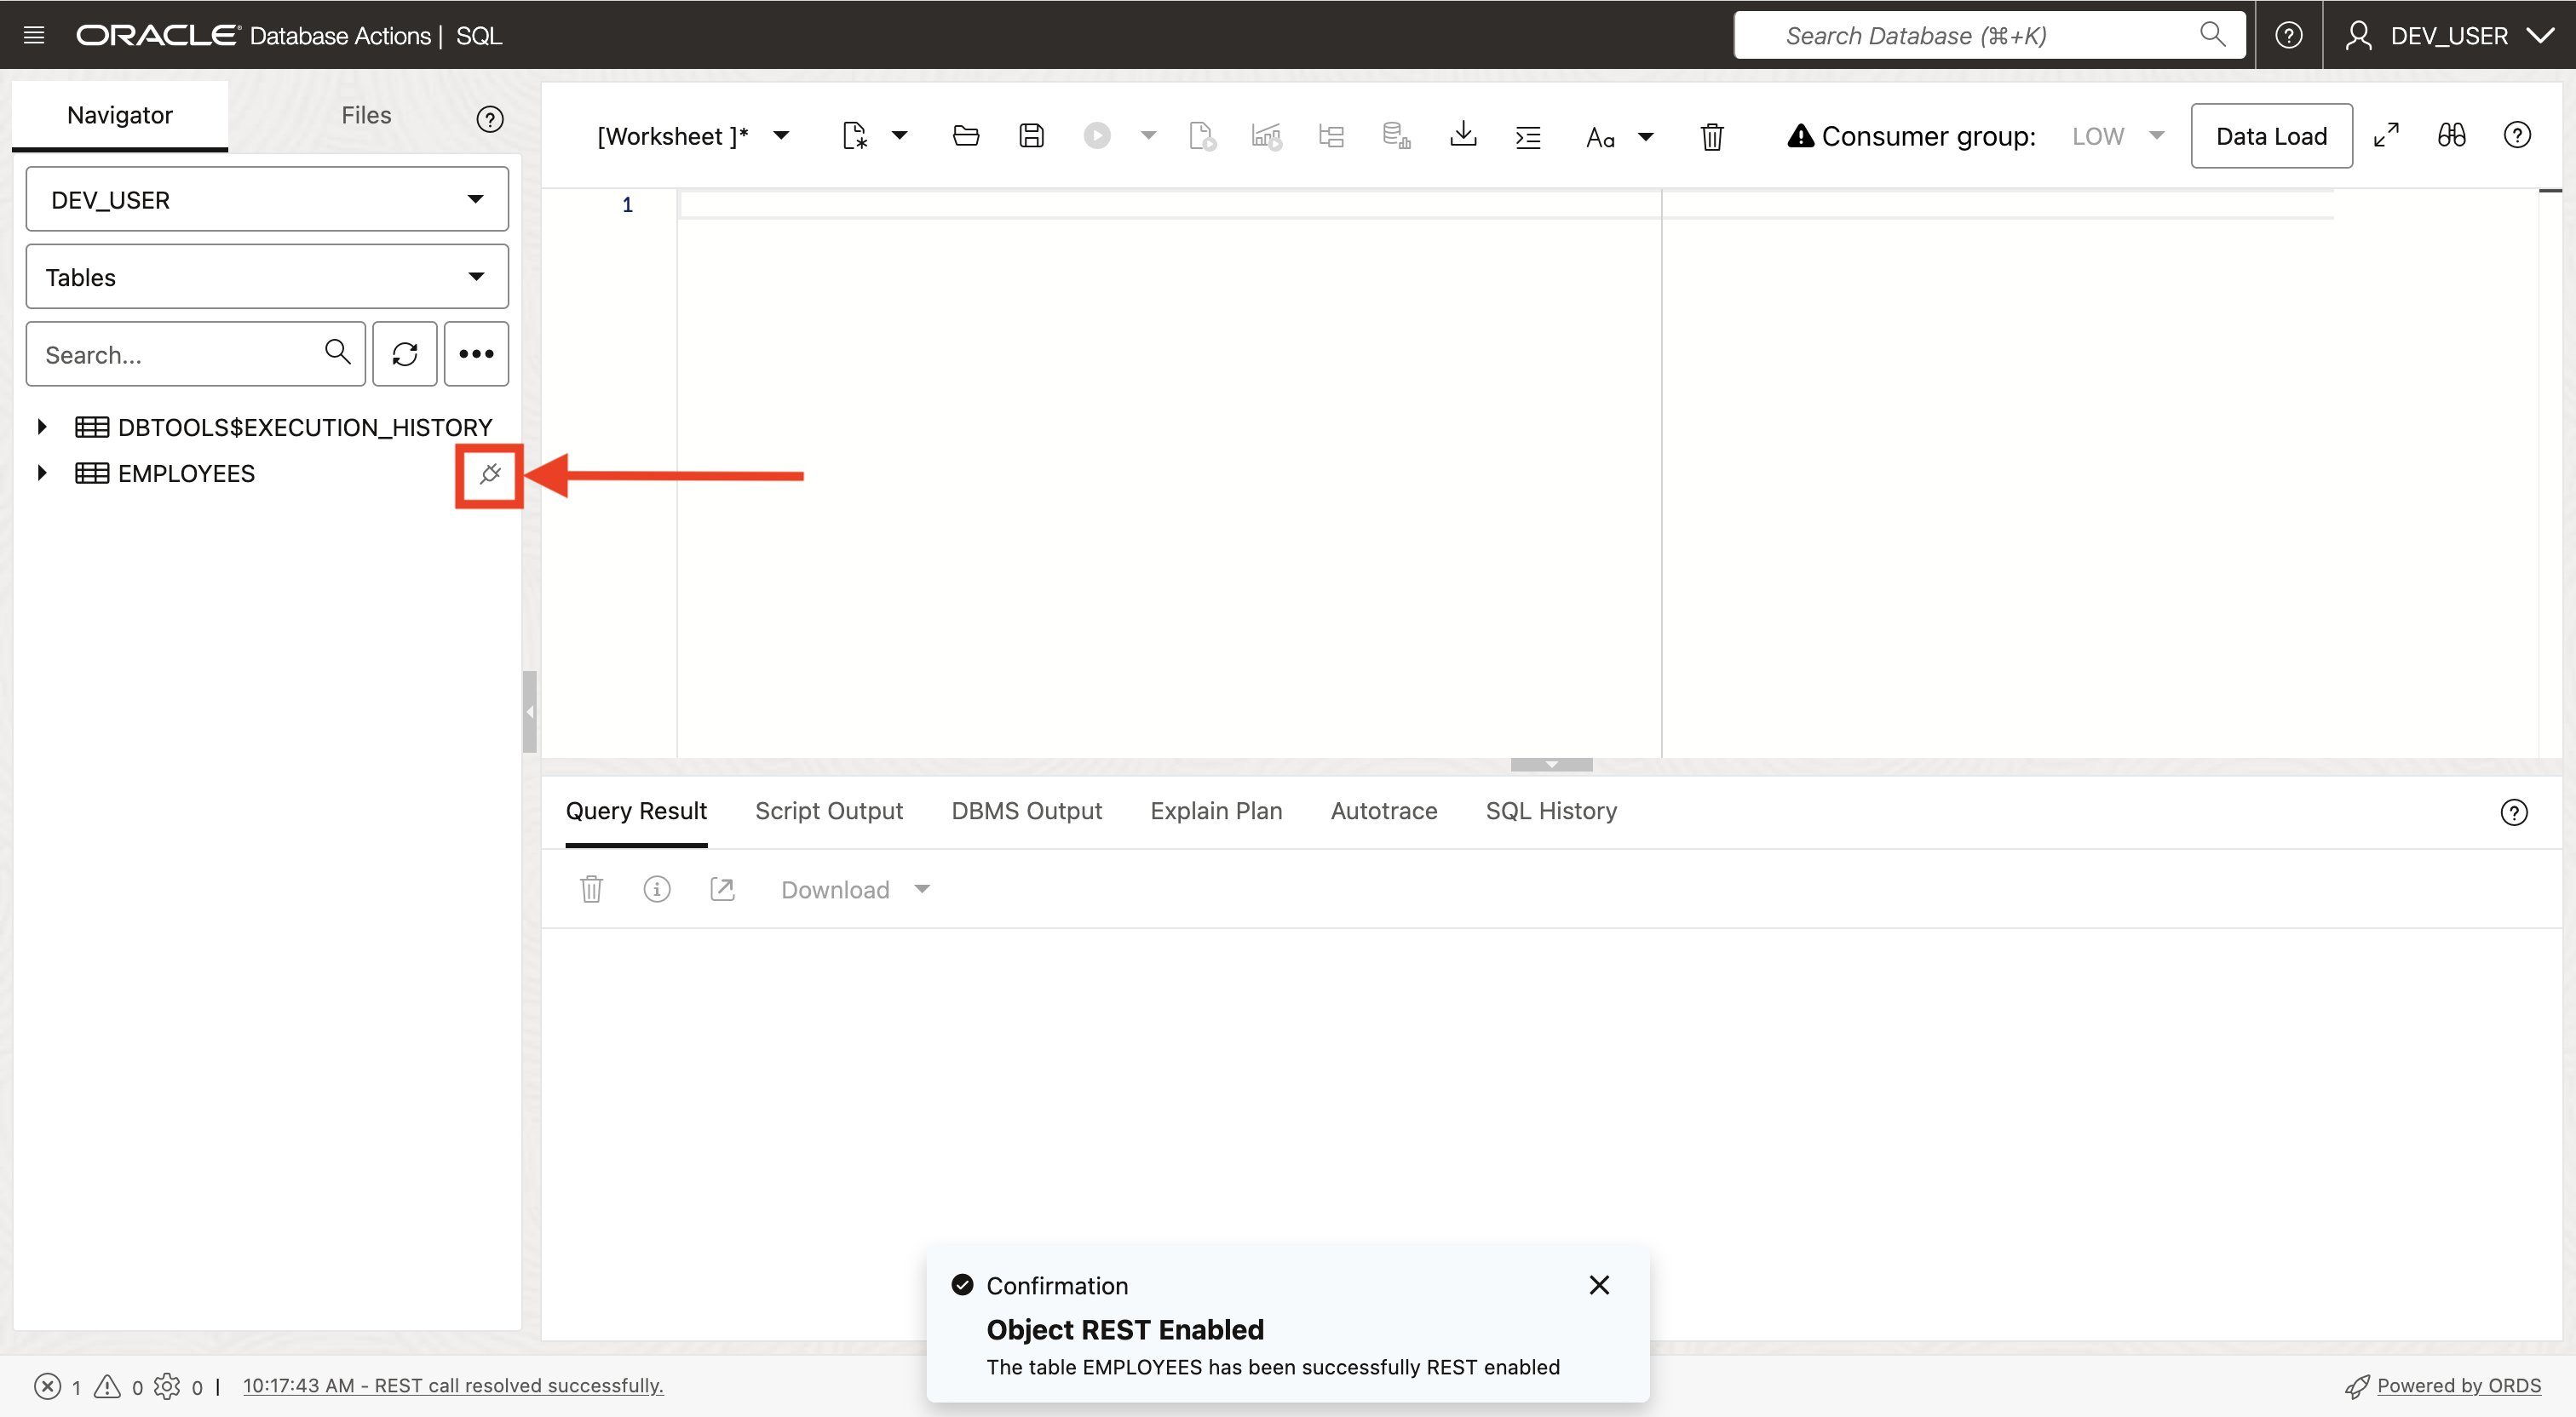 ORACLE Database Actions | SQL
Search Database (⌘+K)
DEV_USER
Navigator
Files
[Worksheet ]*
Aa
Consumer group:
LOW
Data Load
DEV_USER
Tables
Search...
DBTOOLS$EXECUTION_HISTORY
EMPLOYEES
1
Query Result
Script Output
DBMS Output
Explain Plan
Autotrace
SQL History
Download
Confirmation
Object REST Enabled
The table EMPLOYEES has been successfully REST enabled
1 0 0 | 10:17:43 AM - REST call resolved successfully.
Powered by ORDS